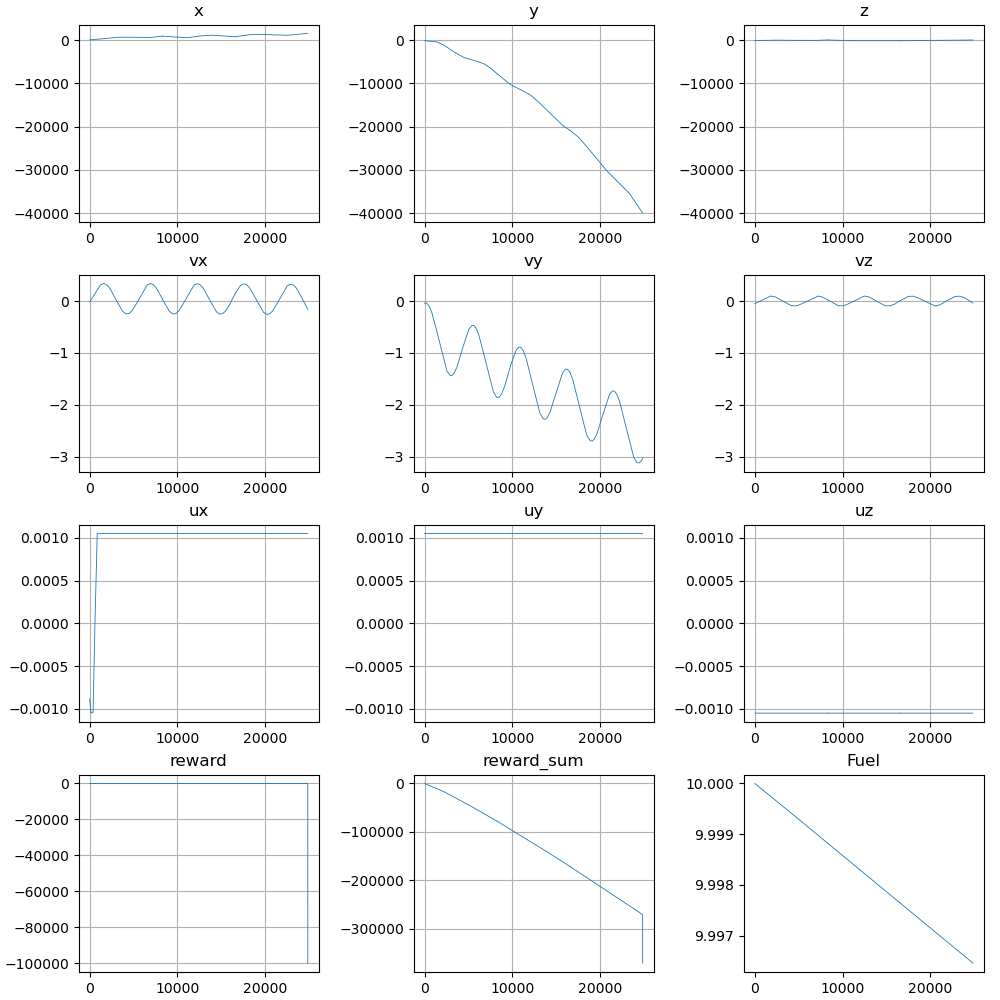 x y z
0 0 0
−10000 −10000 −10000
−20000 −20000 −20000
−30000 −30000 −30000
−40000 −40000 −40000
0 10000 20000 0 10000 20000 0 10000 20000
vx vy vz
0 0 0
−1 −1 −1
−2 −2 −2
−3 −3 −3
0 10000 20000 0 10000 20000 0 10000 20000
ux uy uz
0.0010 0.0010 0.0010
0.0005 0.0005 0.0005
0.0000 0.0000 0.0000
−0.0005 −0.0005 −0.0005
−0.0010 −0.0010 −0.0010
0 10000 20000 0 10000 20000 0 10000 20000
reward reward_sum Fuel
0 0 10.000
−20000 −100000 9.999
−40000 −200000 9.998
−60000 −300000 9.997
−80000
−100000
0 10000 20000 0 10000 20000 0 10000 20000